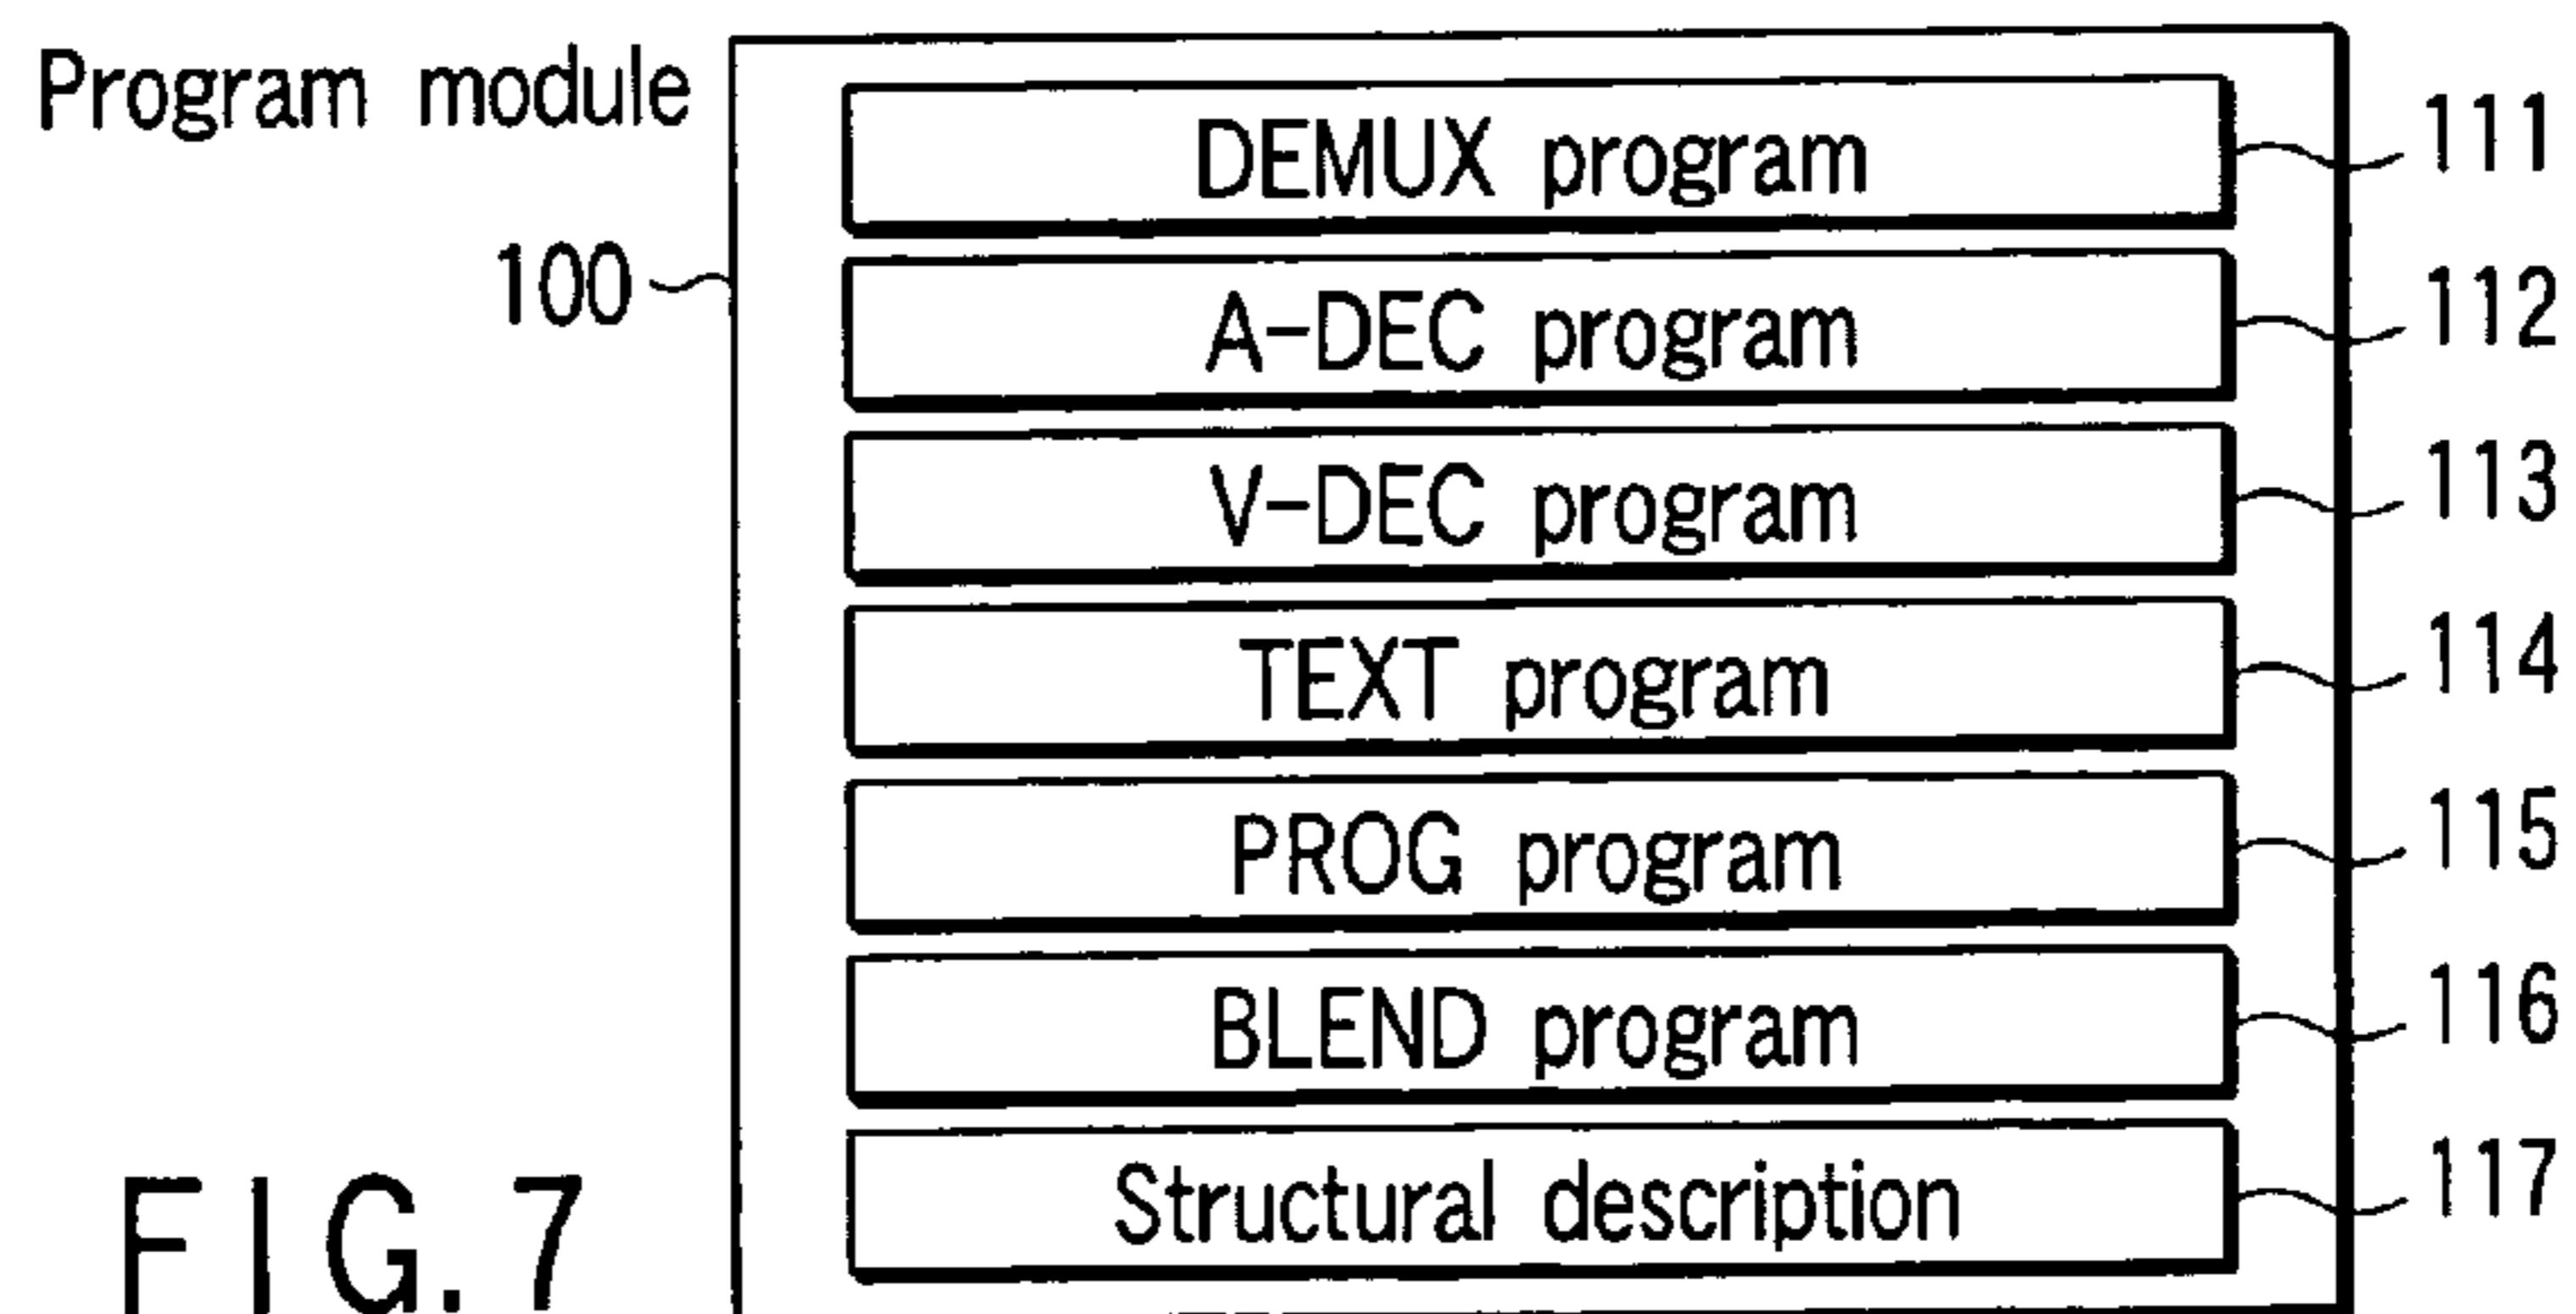 Program module
100
DEMUX program 111
A-DEC program 112
V-DEC program 113
TEXT program 114
PROG program 115
BLEND program 116
Structural description 117
FIG. 7